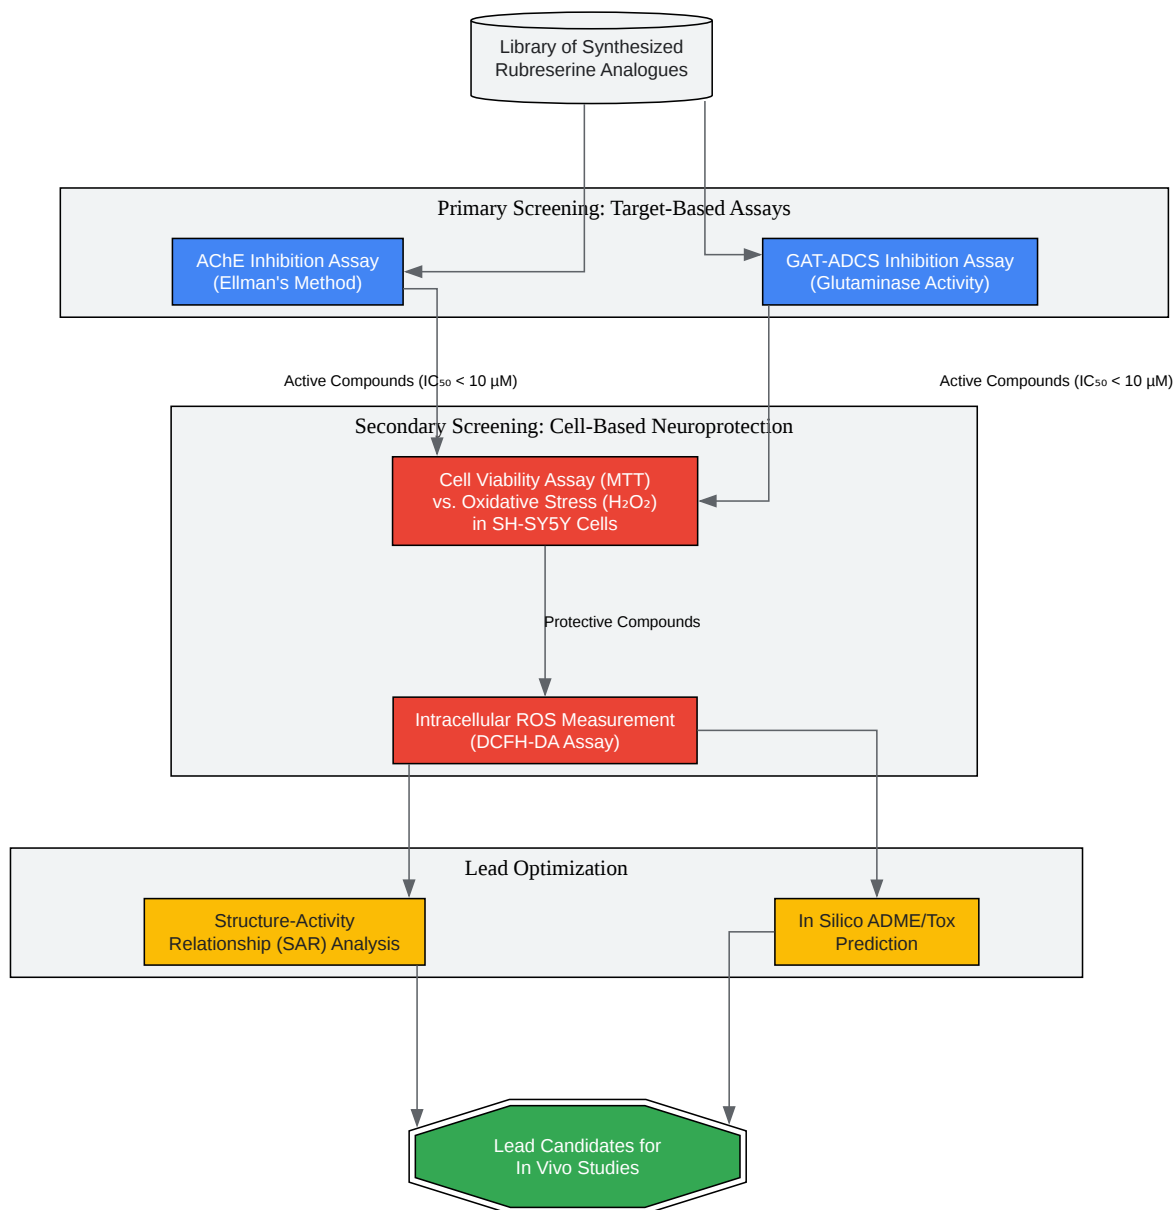 Library of Synthesized
Rubreserine Analogues
Primary Screening: Target-Based Assays
AChE Inhibition Assay
(Ellman's Method)
GAT-ADCS Inhibition Assay
(Glutaminase Activity)
Active Compounds (IC₅₀ < 10 µM)
Active Compounds (IC₅₀ < 10 µM)
Secondary Screening: Cell-Based Neuroprotection
Cell Viability Assay (MTT)
vs. Oxidative Stress (H₂O₂)
in SH-SY5Y Cells
Protective Compounds
Intracellular ROS Measurement
(DCFH-DA Assay)
Lead Optimization
Structure-Activity
Relationship (SAR) Analysis
In Silico ADME/Tox
Prediction
Lead Candidates for
In Vivo Studies